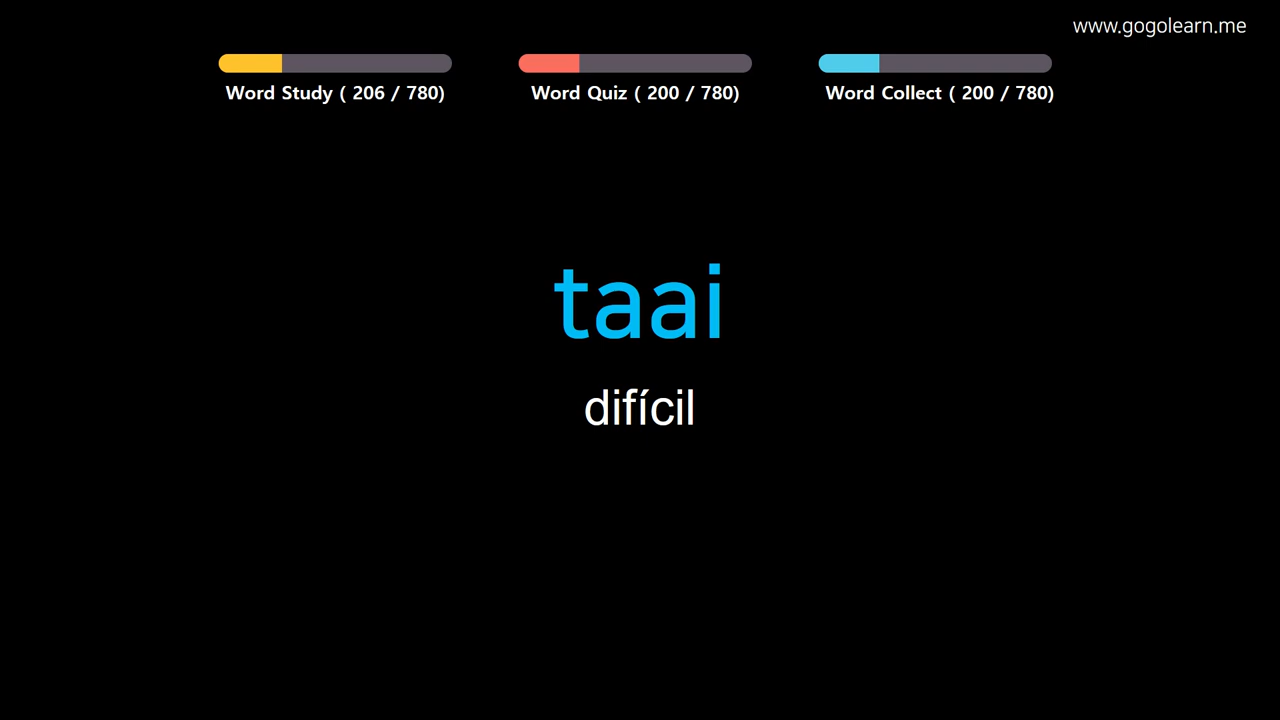 www.gogolearn.me
Word Study ( 206 / 780)
Word Quiz ( 200 / 780)
Word Collect ( 200 / 780)
taai
difícil